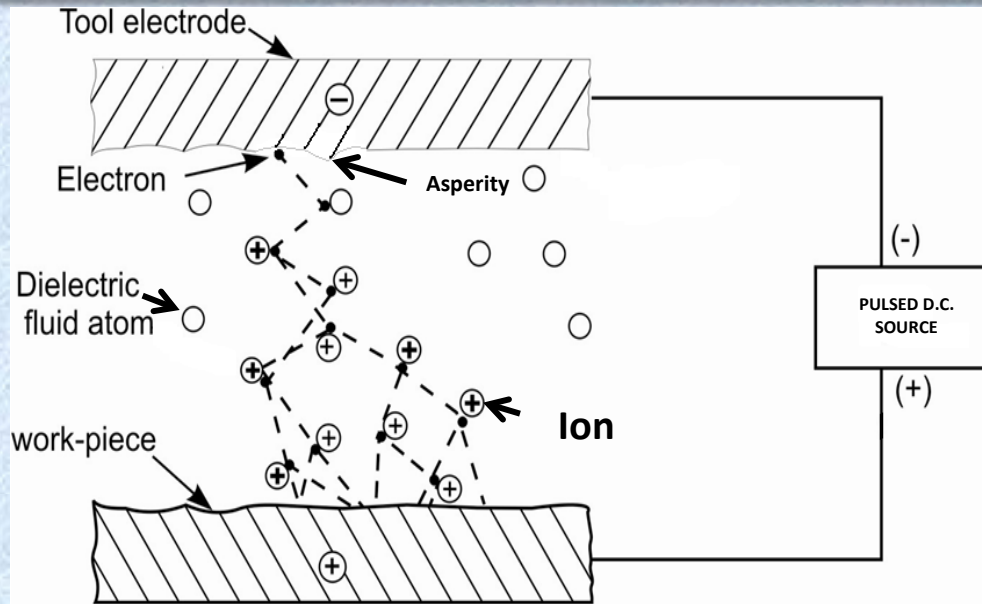 Tool electrode
−
Electron
Asperity
(-)
Dielectric
fluid atom
PULSED D.C.
SOURCE
(+)
Ion
work-piece
+